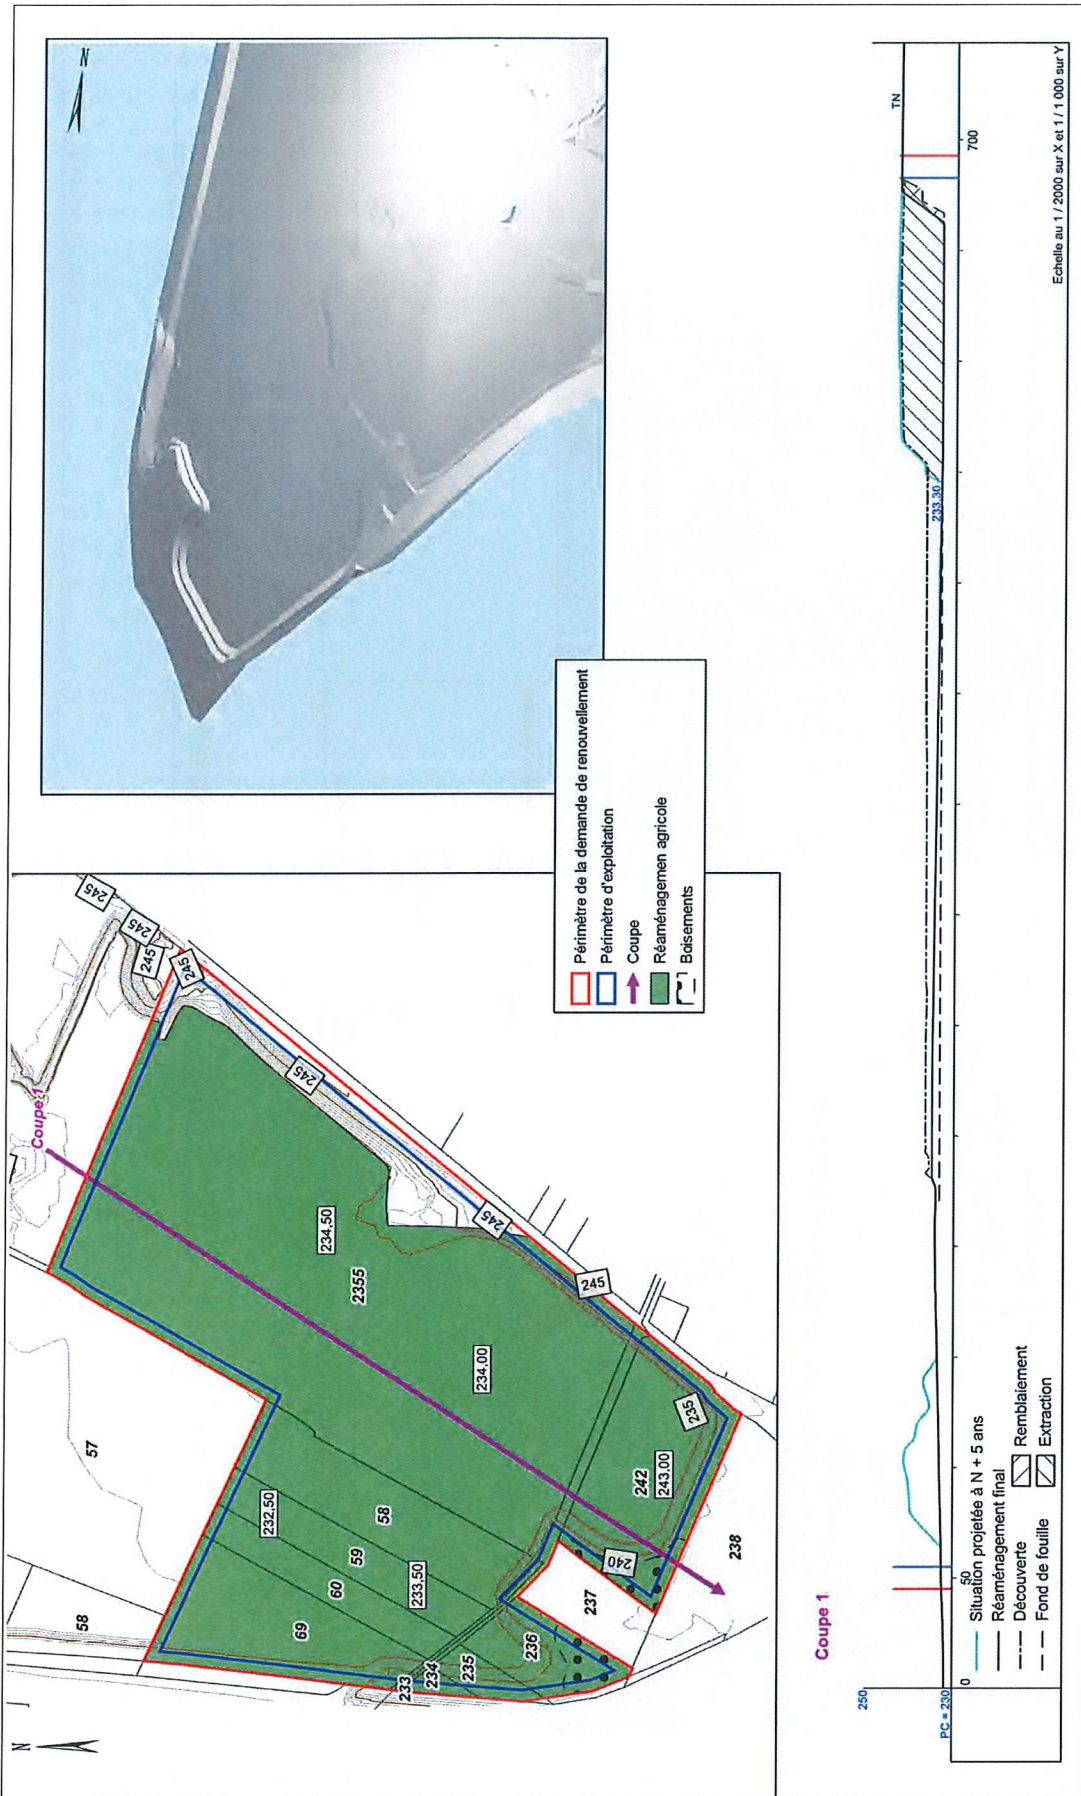 N
58
57
Coupe 1
245
245
245
245
245
245
245
234,50
2355
234,00
232,50
58
59
60
69
233,50
233
234
235
236
237
240
242
243,00
235
238
N
Périmètre de la demande de renouvellement
Périmètre d'exploitation
Coupe
Réaménagemen agricole
Boisements
Coupe 1
250
PC = 230
0
50
700
233,30
TN
Situation projetée à N + 5 ans
Réaménagement final
Découverte
Fond de fouille
Remblaiement
Extraction
Echelle au 1 / 2000 sur X et 1 / 1 000 sur Y